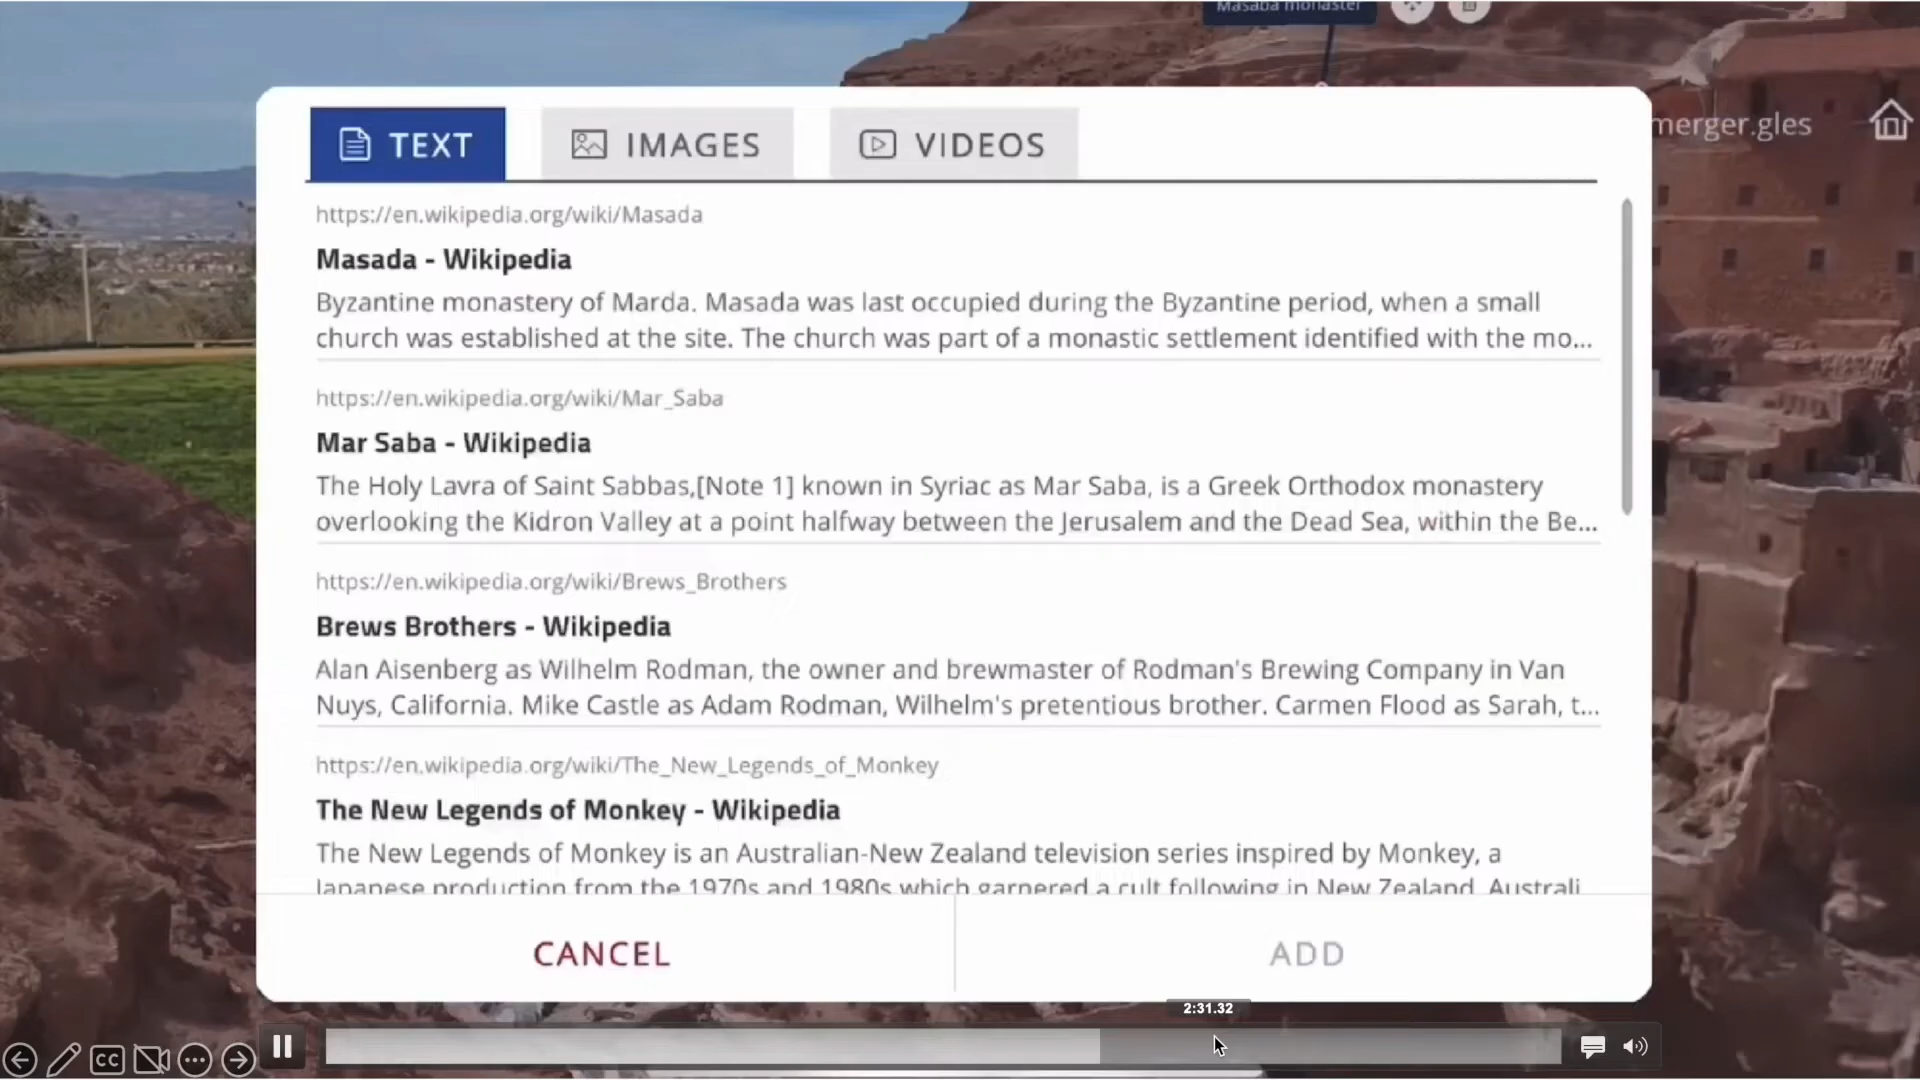 Masaba monaster
TEXT
IMAGES
VIDEOS
merger.gles
https://en.wikipedia.org/wiki/Masada
Masada - Wikipedia
Byzantine monastery of Marda. Masada was last occupied during the Byzantine period, when a small
church was established at the site. The church was part of a monastic settlement identified with the mo...
https://en.wikipedia.org/wiki/Mar_Saba
Mar Saba - Wikipedia
The Holy Lavra of Saint Sabbas,[Note 1] known in Syriac as Mar Saba, is a Greek Orthodox monastery
overlooking the Kidron Valley at a point halfway between the Jerusalem and the Dead Sea, within the Be...
https://en.wikipedia.org/wiki/Brews_Brothers
Brews Brothers - Wikipedia
Alan Aisenberg as Wilhelm Rodman, the owner and brewmaster of Rodman's Brewing Company in Van
Nuys, California. Mike Castle as Adam Rodman, Wilhelm's pretentious brother. Carmen Flood as Sarah, t...
https://en.wikipedia.org/wiki/The_New_Legends_of_Monkey
The New Legends of Monkey - Wikipedia
The New Legends of Monkey is an Australian-New Zealand television series inspired by Monkey, a
Japanese production from the 1970s and 1980s which garnered a cult following in New Zealand, Australi
CANCEL
ADD
2:31.32
CC